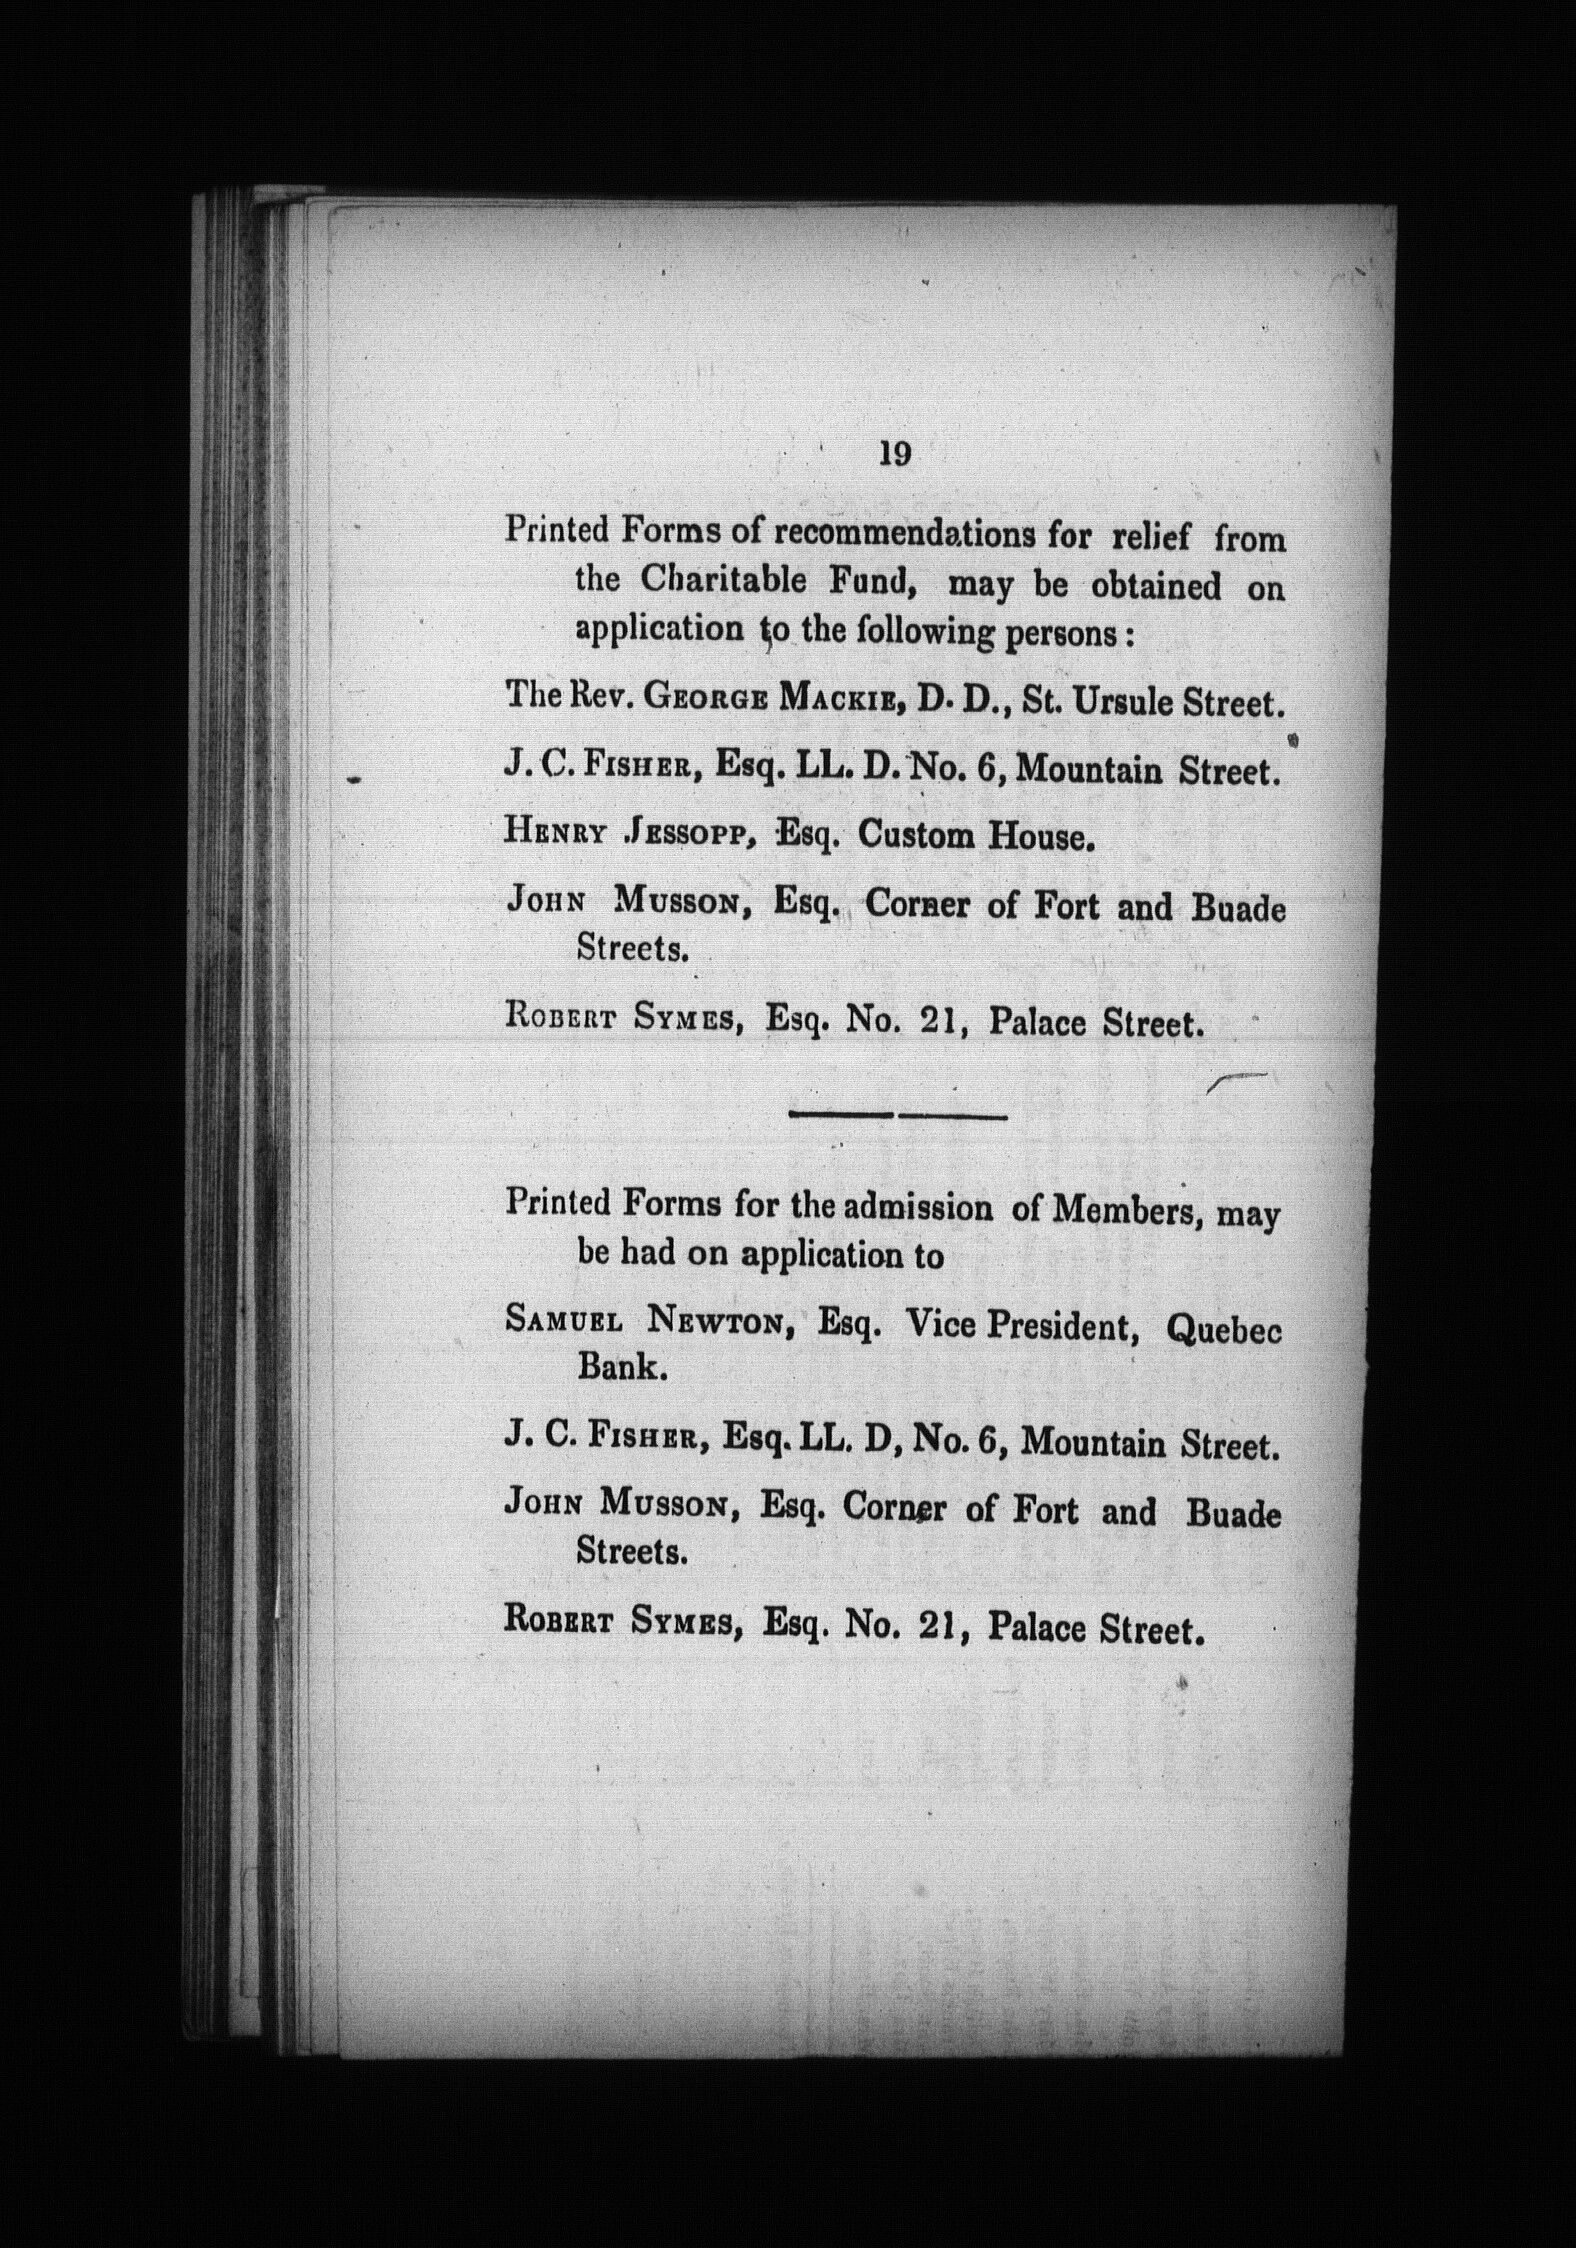 19
Printed Forms of recommendations for relief from
the Charitable Fund, may be obtained on
application to the following persons :
The Rev. GEORGE MACKIE, D. D., St. Ursule Street.
J. C. FISHER, Esq. LL. D. No. 6, Mountain Street.
HENRY JESSOPP, Esq. Custom House.
JOHN MUSSON, Esq. Corner of Fort and Buade
Streets.
ROBERT SYMES, Esq. No. 21, Palace Street.
Printed Forms for the admission of Members, may
be had on application to
SAMUEL NEWTON, Esq. Vice President, Quebec
Bank.
J. C. FISHER, Esq. LL. D, No. 6, Mountain Street.
JOHN MUSSON, Esq. Corner of Fort and Buade
Streets.
ROBERT SYMES, Esq. No. 21, Palace Street.